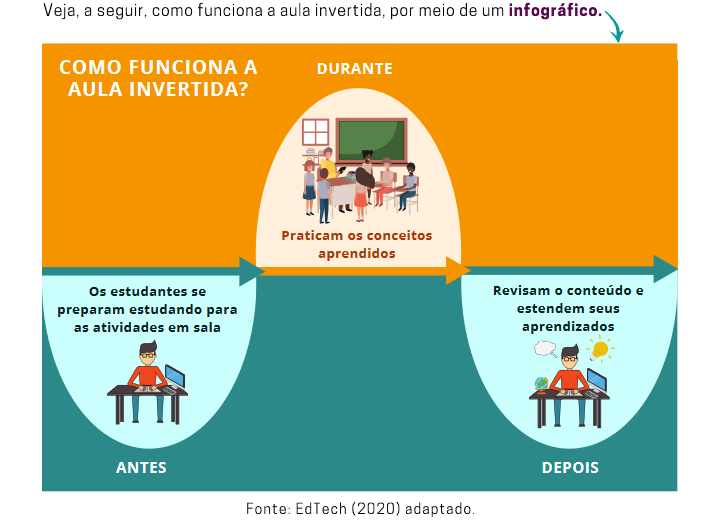 Veja, a seguir, como funciona a aula invertida, por meio de um infográfico.
COMO FUNCIONA A
AULA INVERTIDA?
DURANTE
Praticam os conceitos
aprendidos
Os estudantes se
preparam estudando para
as atividades em sala
ANTES
Revisam o conteúdo e
estendem seus
aprendizados
DEPOIS
Fonte: EdTech (2020) adaptado.